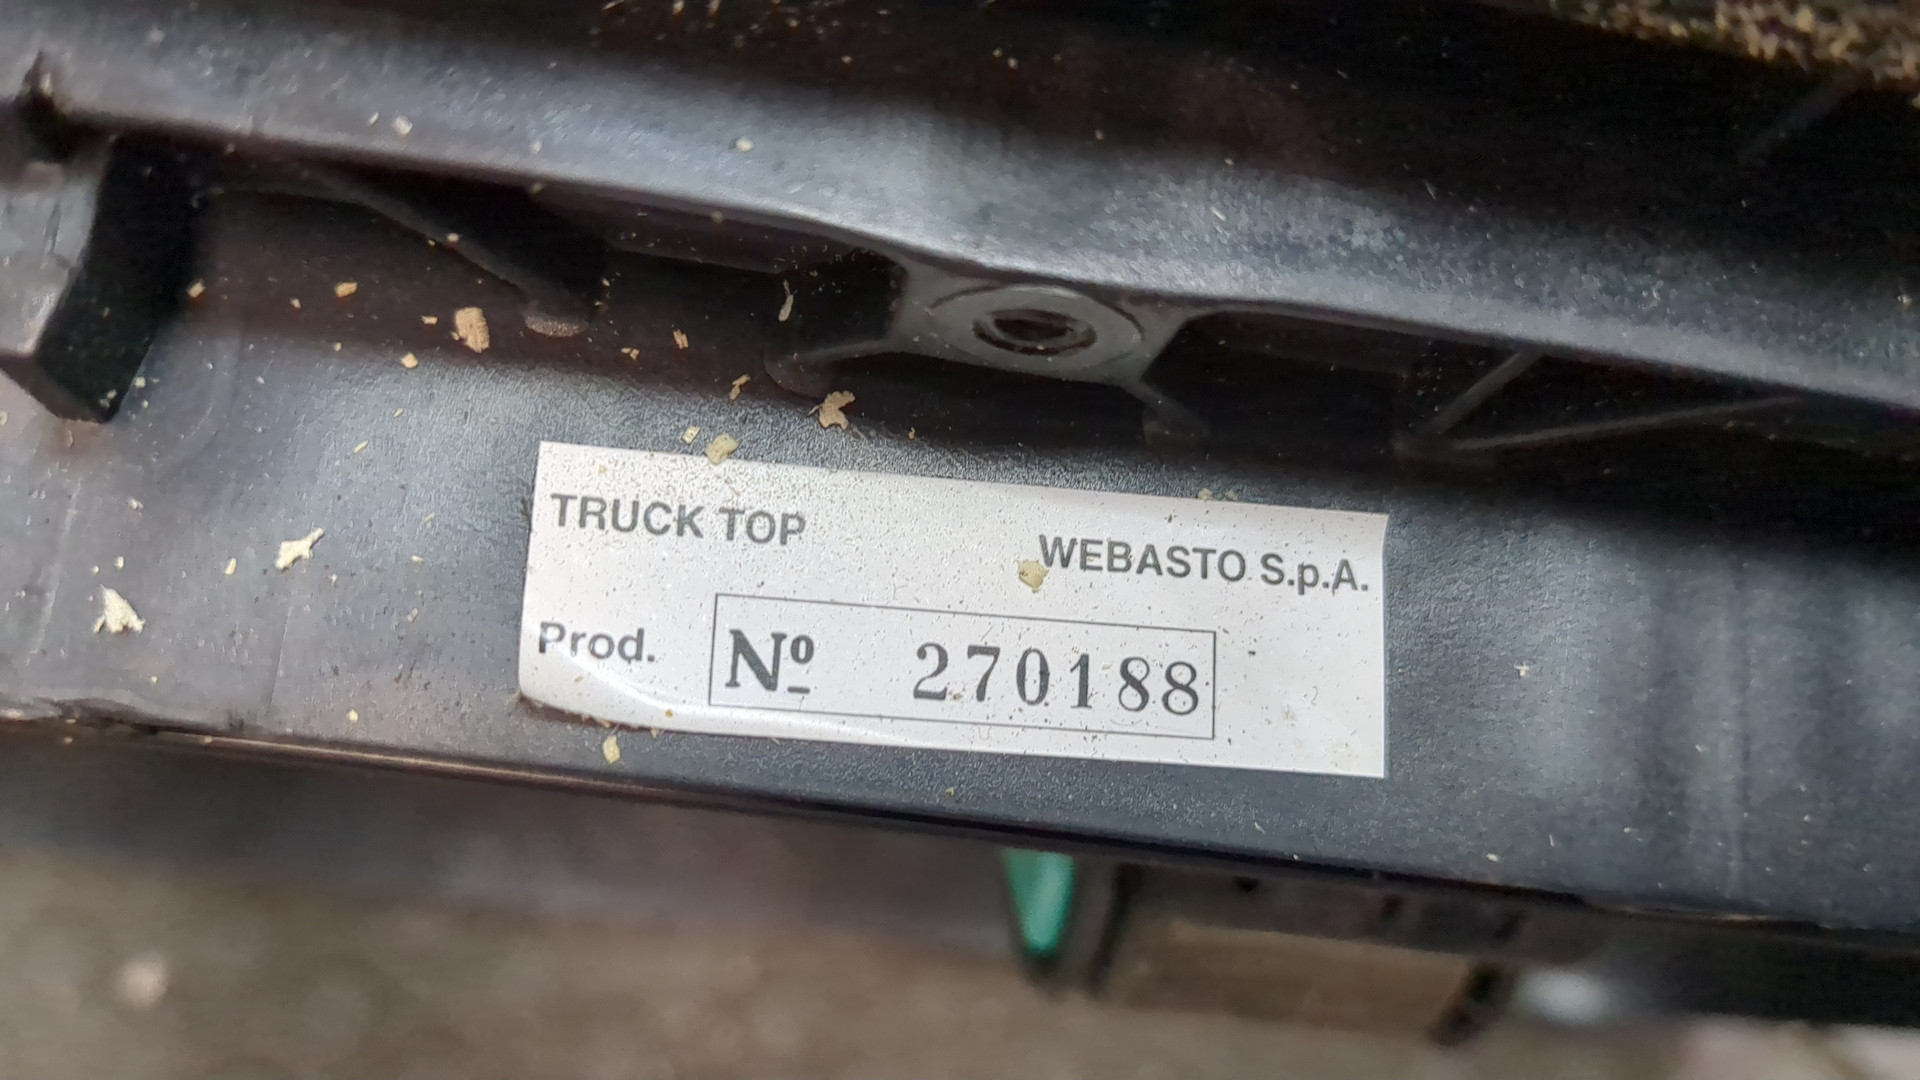 TRUCK TOP
WEBASTO S.p.A.
Prod. Nº 270188